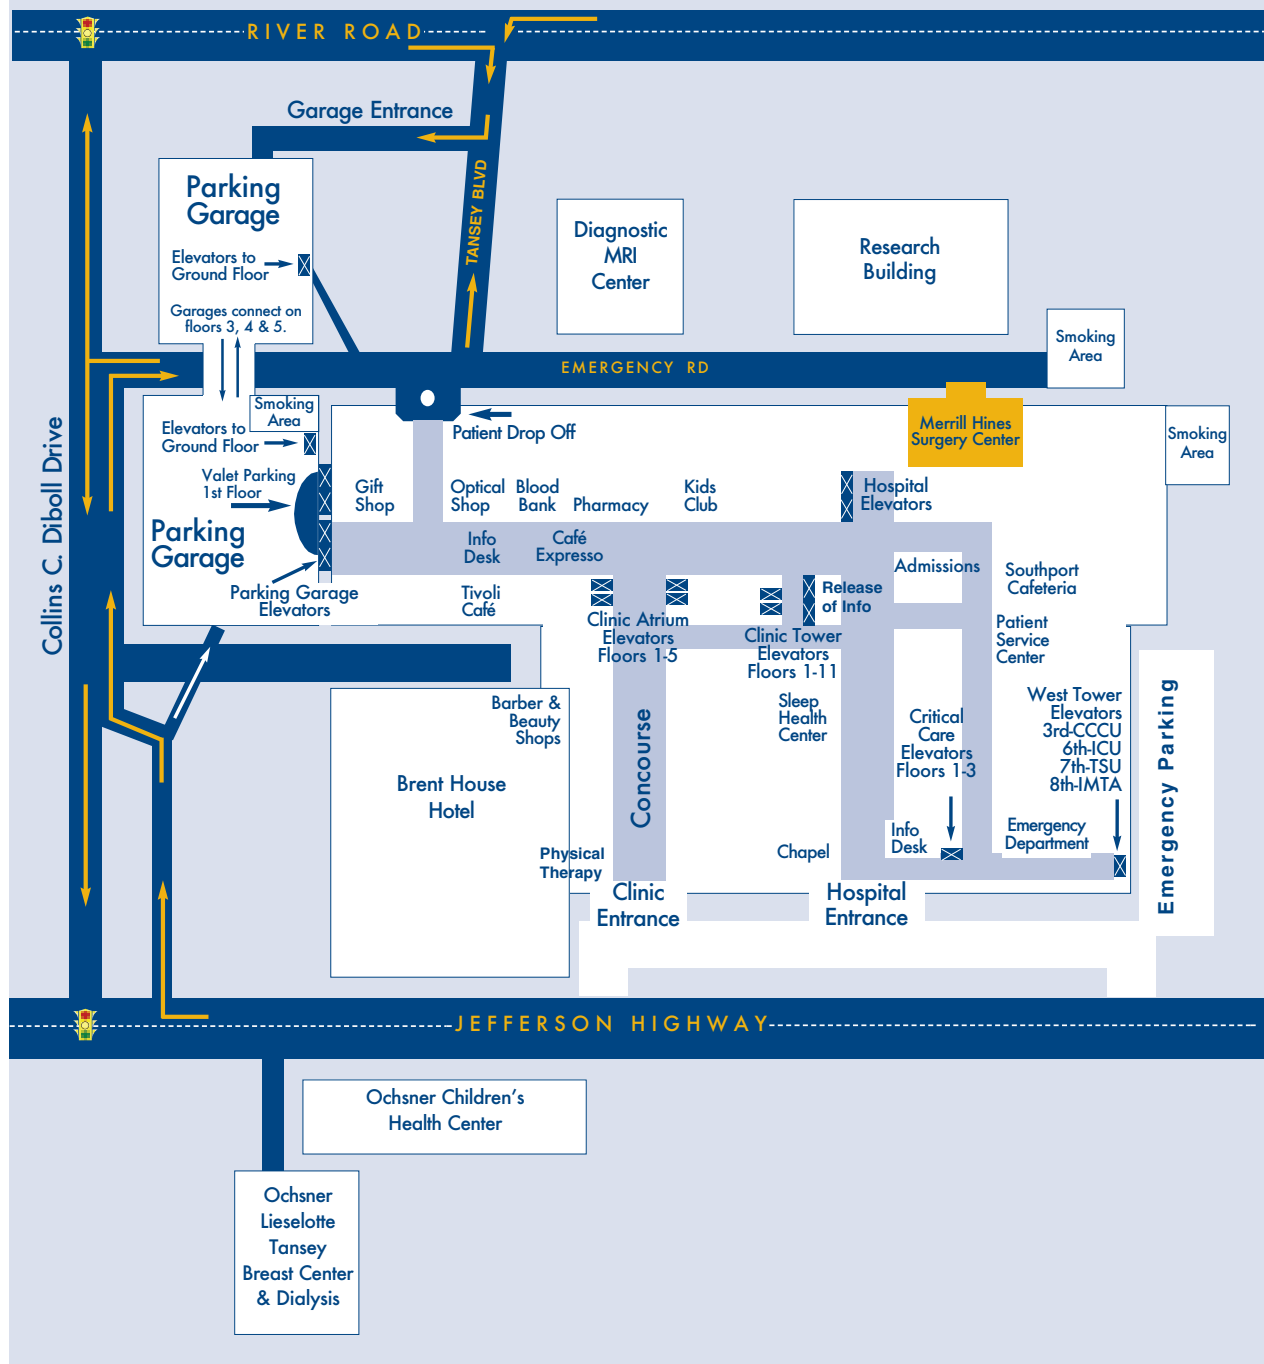 RIVER ROAD
Garage Entrance
TANSEY BLVD
Parking
Garage
Elevators to
Ground Floor
Garages connect on
floors 3, 4 & 5.
Diagnostic
MRI
Center
Research
Building
Smoking
Area
EMERGENCY RD
Collins C. Diboll Drive
Smoking
Area
Elevators to
Ground Floor
Valet Parking
1st Floor
Parking
Garage
Parking Garage
Elevators
Patient Drop Off
Merrill Hines
Surgery Center
Smoking
Area
Gift
Shop
Optical
Shop
Blood
Bank
Pharmacy
Kids
Club
Hospital
Elevators
Info
Desk
Café
Expresso
Admissions
Southport
Cafeteria
Tivoli
Café
Release
of Info
Clinic Atrium
Elevators
Floors 1-5
Clinic Tower
Elevators
Floors 1-11
Patient
Service
Center
Barber &
Beauty
Shops
Concourse
Sleep
Health
Center
Critical
Care
Elevators
Floors 1-3
West Tower
Elevators
3rd-CCCU
6th-ICU
7th-TSU
8th-IMTA
Emergency Parking
Brent House
Hotel
Physical
Therapy
Chapel
Info
Desk
Emergency
Department
Clinic
Entrance
Hospital
Entrance
JEFFERSON HIGHWAY
Ochsner Children's
Health Center
Ochsner
Lieselotte
Tansey
Breast Center
& Dialysis